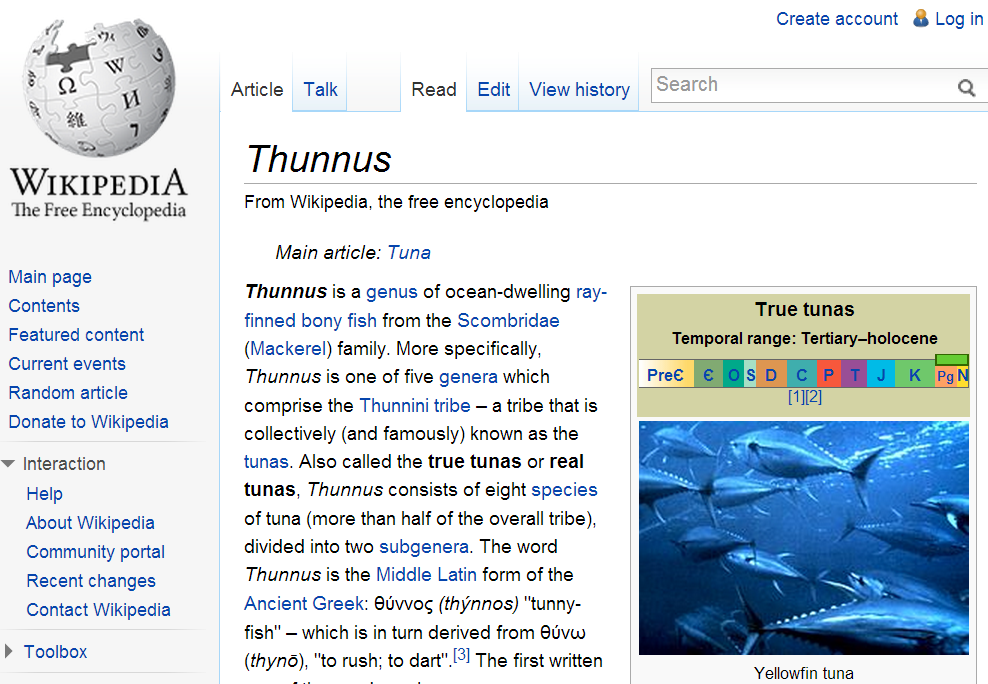 Create account Log in
Article Talk Read Edit View history Search
WIKIPEDIA
The Free Encyclopedia
Main page
Contents
Featured content
Current events
Random article
Donate to Wikipedia
Interaction
Help
About Wikipedia
Community portal
Recent changes
Contact Wikipedia
Toolbox
Thunnus
From Wikipedia, the free encyclopedia
Main article: Tuna
Thunnus is a genus of ocean-dwelling ray-
finned bony fish from the Scombridae
(Mackerel) family. More specifically,
Thunnus is one of five genera which
comprise the Thunnini tribe – a tribe that is
collectively (and famously) known as the
tunas. Also called the true tunas or real
tunas, Thunnus consists of eight species
of tuna (more than half of the overall tribe),
divided into two subgenera. The word
Thunnus is the Middle Latin form of the
Ancient Greek: θύννος (thýnnos) "tunny-
fish" – which is in turn derived from θύνω
(thynō), "to rush; to dart".[3] The first written
True tunas
Temporal range: Tertiary–holocene
PreЄ Є O S D C P T J K Pg N
[1][2]
Yellowfin tuna